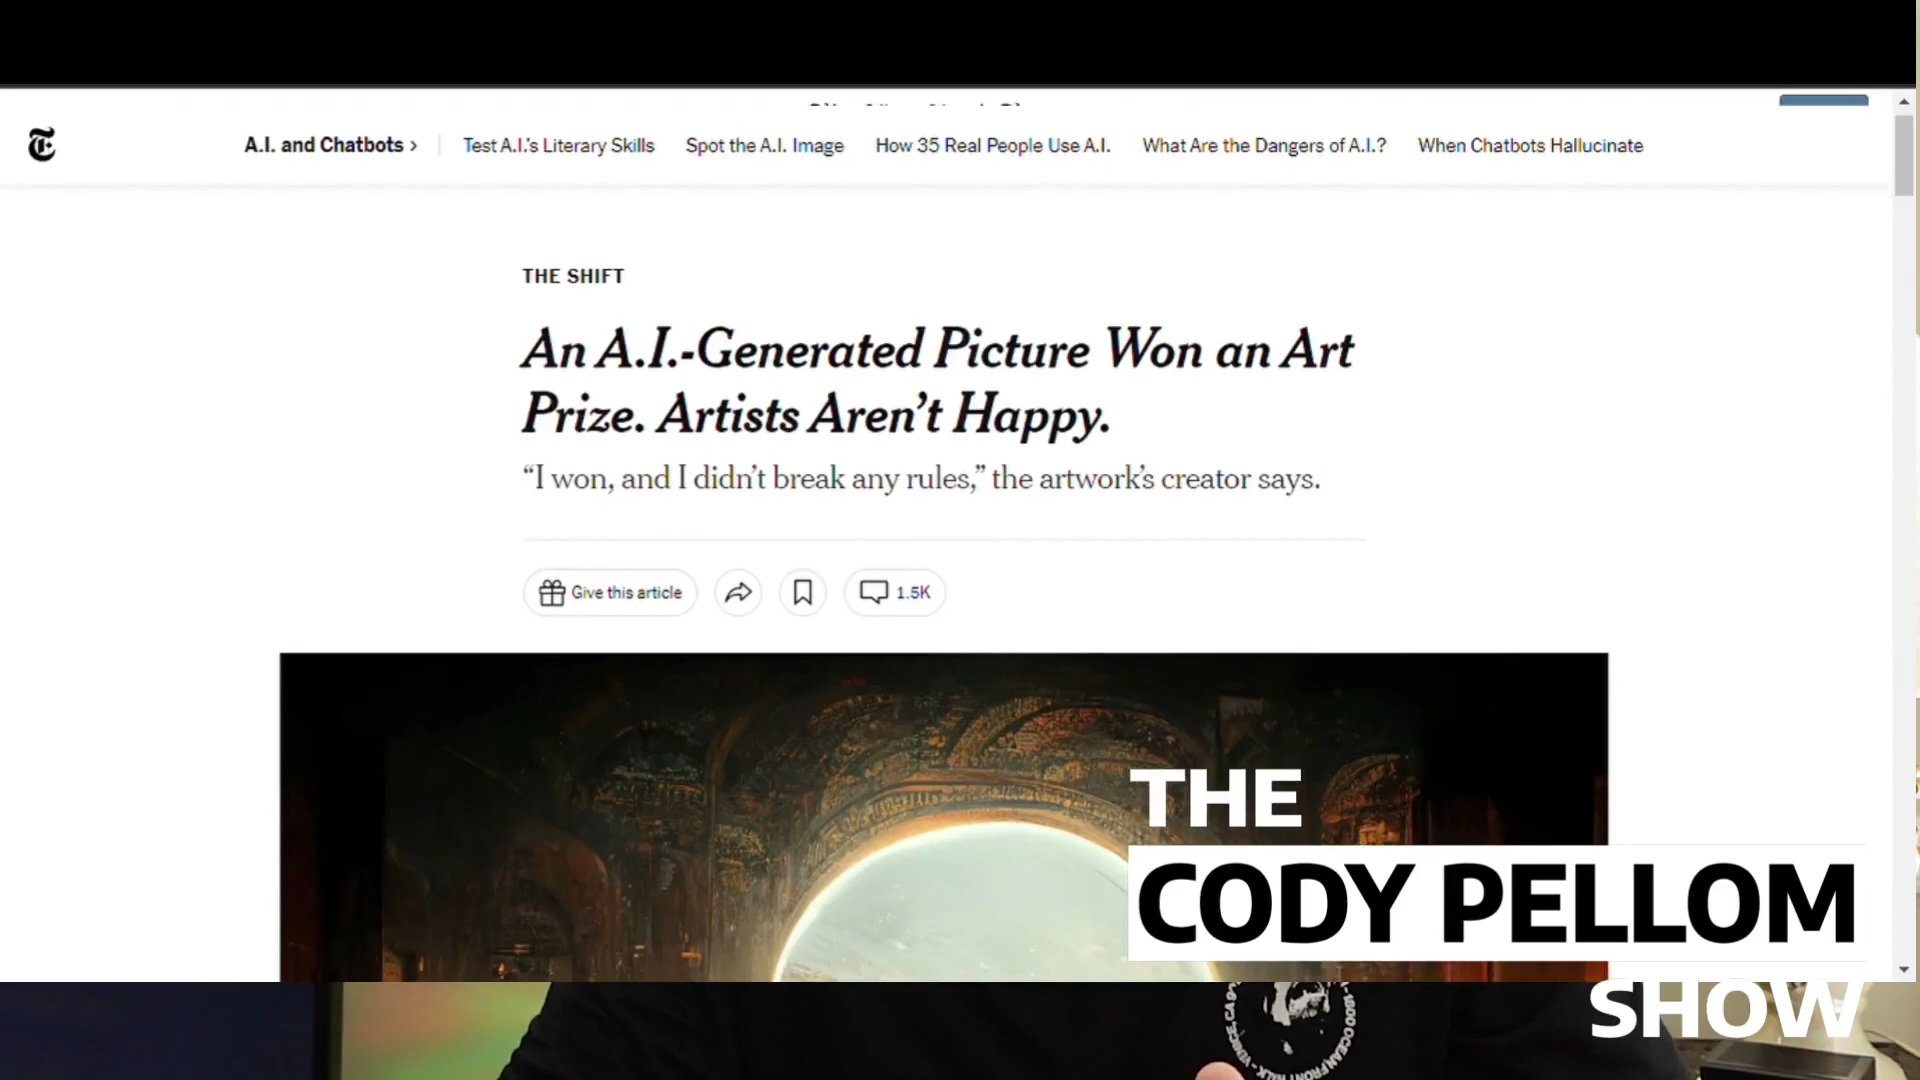 A.I. and Chatbots › Test A.I.'s Literary Skills Spot the A.I. Image How 35 Real People Use A.I. What Are the Dangers of A.I.? When Chatbots Hallucinate
THE SHIFT
An A.I.-Generated Picture Won an Art
Prize. Artists Aren't Happy.
“I won, and I didn't break any rules,” the artwork's creator says.
Give this article 1.5K
THE
CODY PELLOM
SHOW